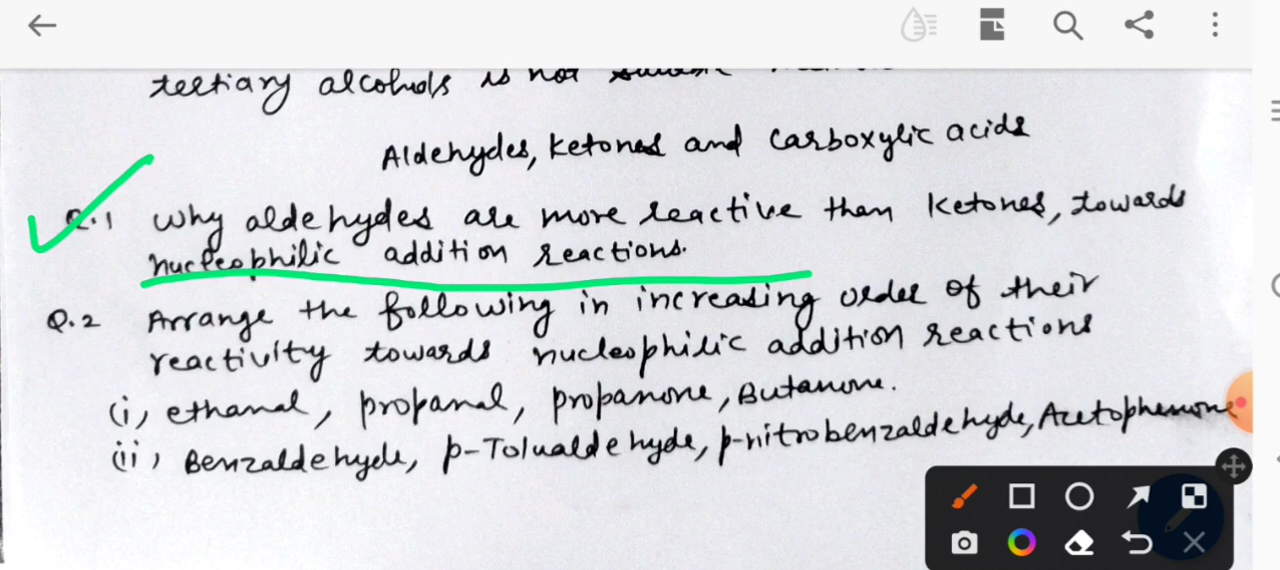 tertiary alcohols is not
Aldehydes, Ketones and Carboxylic acids
Q.1 Why aldehydes are more reactive than Ketones, towards
nucleophilic addition reactions.
Q.2 Arrange the following in increasing order of their
reactivity towards nucleophilic addition reactions
(i) ethanal, propanal, propanone, Butanone.
(ii) Benzaldehyde, p-Tolualdehyde, p-nitrobenzaldehyde, Acetophenone